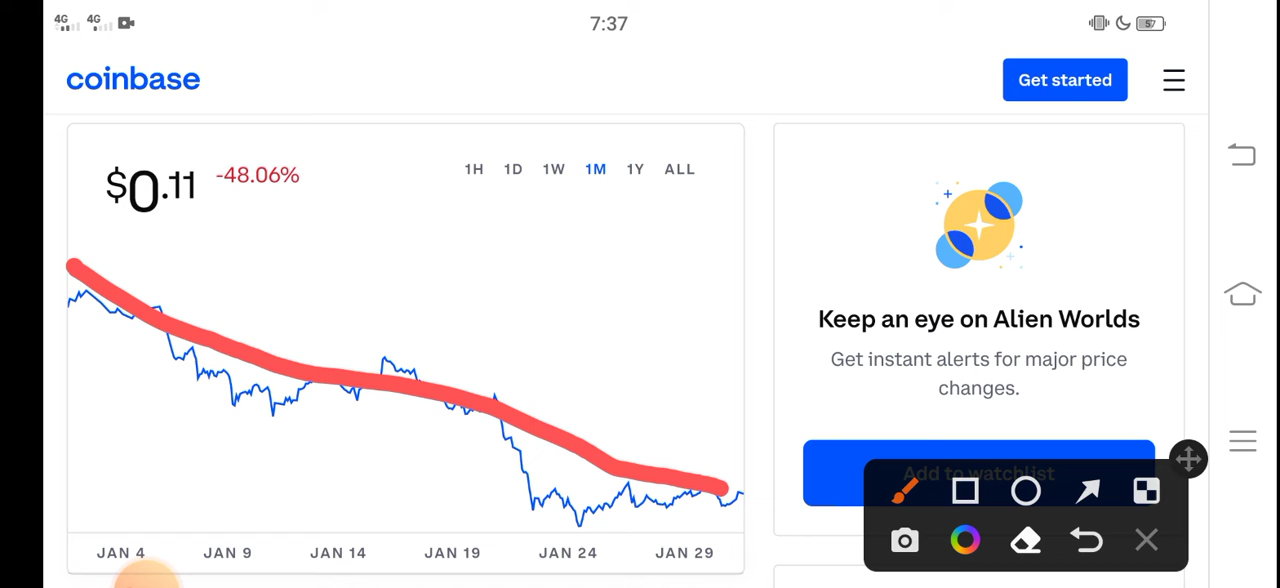 4G 4G 7:37 57
coinbase Get started
$0.11 -48.06% 1H 1D 1W 1M 1Y ALL
Keep an eye on Alien Worlds
Get instant alerts for major price
changes.
Add to watchlist
JAN 4 JAN 9 JAN 14 JAN 19 JAN 24 JAN 29